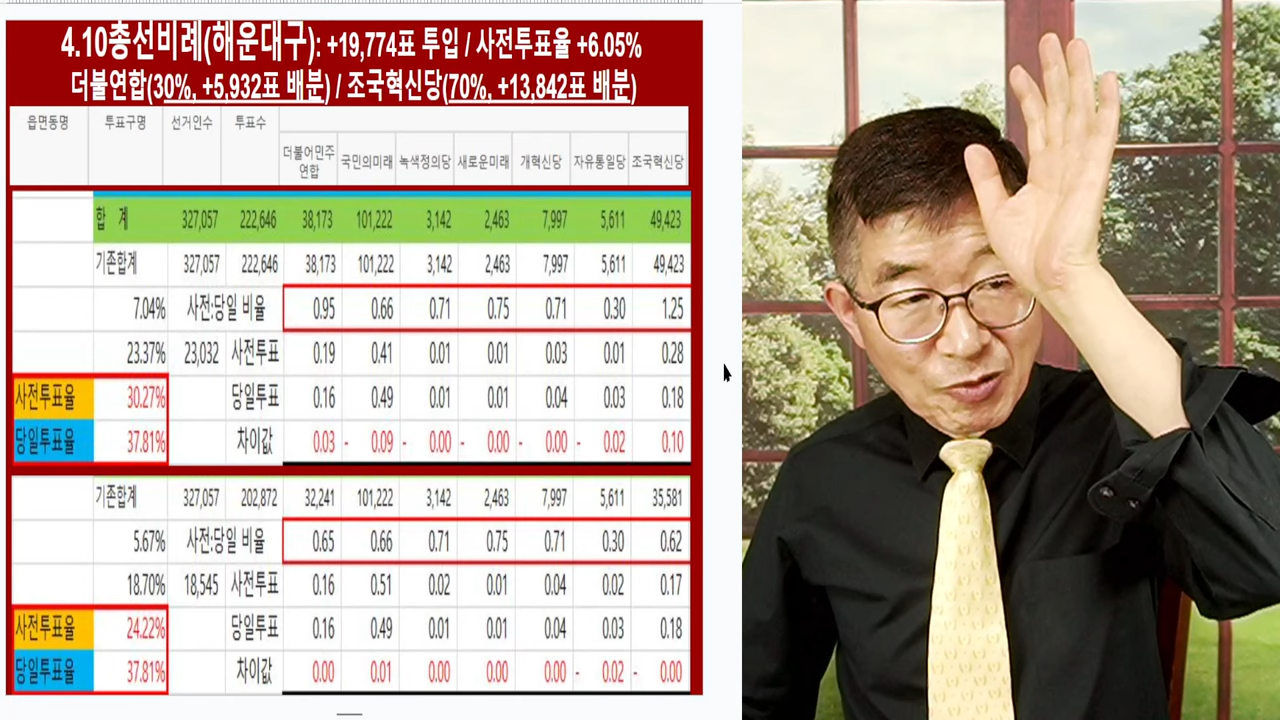 4.10총선비례(해운대구): +19,774표 투입 / 사전투표율 +6.05%
더불연합(30%, +5,932표 배분) / 조국혁신당(70%, +13,842표 배분)
읍면동명 투표구명 선거인수 투표수
더불어민주연합 국민의미래 녹색정의당 새로운미래 개혁신당 자유통일당 조국혁신당
합 계 327,057 222,646 38,173 101,222 3,142 2,463 7,997 5,611 49,423
기존합계 327,057 222,646 38,173 101,222 3,142 2,463 7,997 5,611 49,423
7.04% 사전:당일 비율 0.95 0.66 0.71 0.75 0.71 0.30 1.25
23.37% 23,032 사전투표 0.19 0.41 0.01 0.01 0.03 0.01 0.28
사전투표율 30.27% 당일투표 0.16 0.49 0.01 0.01 0.04 0.03 0.18
당일투표율 37.81% 차이값 0.03 - 0.09 - 0.00 - 0.00 - 0.00 - 0.02 0.10
기존합계 327,057 202,872 32,241 101,222 3,142 2,463 7,997 5,611 35,581
5.67% 사전:당일 비율 0.65 0.66 0.71 0.75 0.71 0.30 0.62
18.70% 18,545 사전투표 0.16 0.51 0.02 0.01 0.04 0.02 0.17
사전투표율 24.22% 당일투표 0.16 0.49 0.01 0.01 0.04 0.03 0.18
당일투표율 37.81% 차이값 0.00 0.01 0.00 0.00 0.00 - 0.02 - 0.00